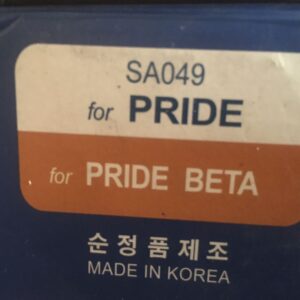 SA049
for PRIDE
for PRIDE BETA
순정품제조
MADE IN KOREA